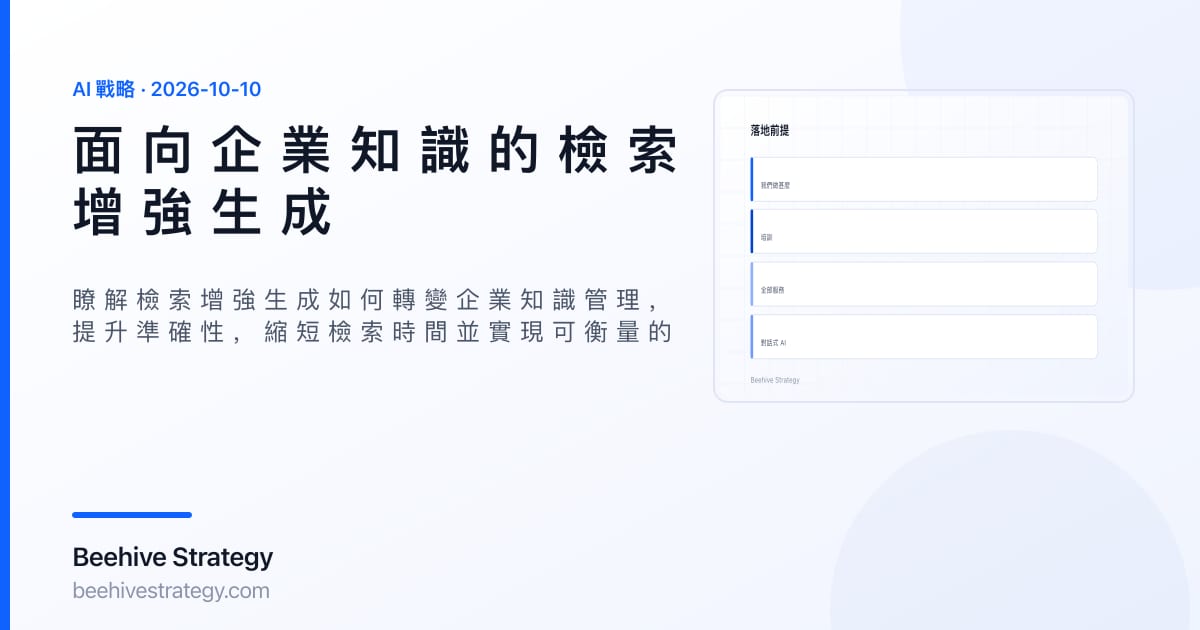 AI 戰略 · 2026-10-10
面向企業知識的檢索
增強生成
瞭解檢索增強生成如何轉變企業知識管理，
提升準確性，縮短檢索時間並實現可衡量的
落地前提
我們做甚麼
培訓
全部服務
對話式 AI
Beehive Strategy
Beehive Strategy
beehivestrategy.com